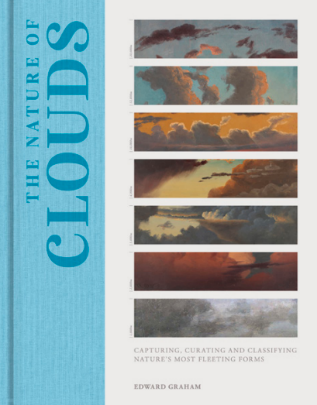 THE NATURE OF
CLOUDS
CAPTURING, CURATING AND CLASSIFYING
NATURE'S MOST FLEETING FORMS
EDWARD GRAHAM